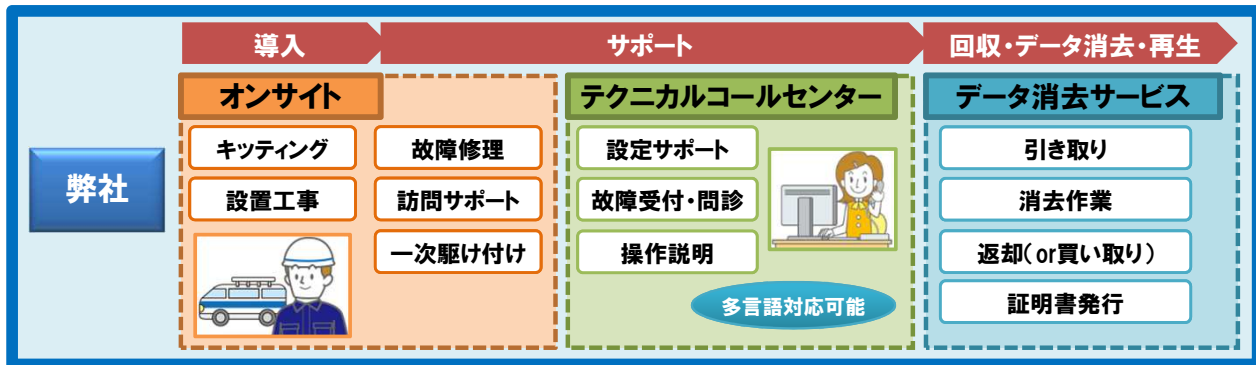 導入
サポート
回収・データ消去・再生
弊社
オンサイト
キッティング
設置工事
故障修理
訪問サポート
一次駆け付け
テクニカルコールセンター
設定サポート
故障受付・問診
操作説明
多言語対応可能
データ消去サービス
引き取り
消去作業
返却(or買い取り)
証明書発行